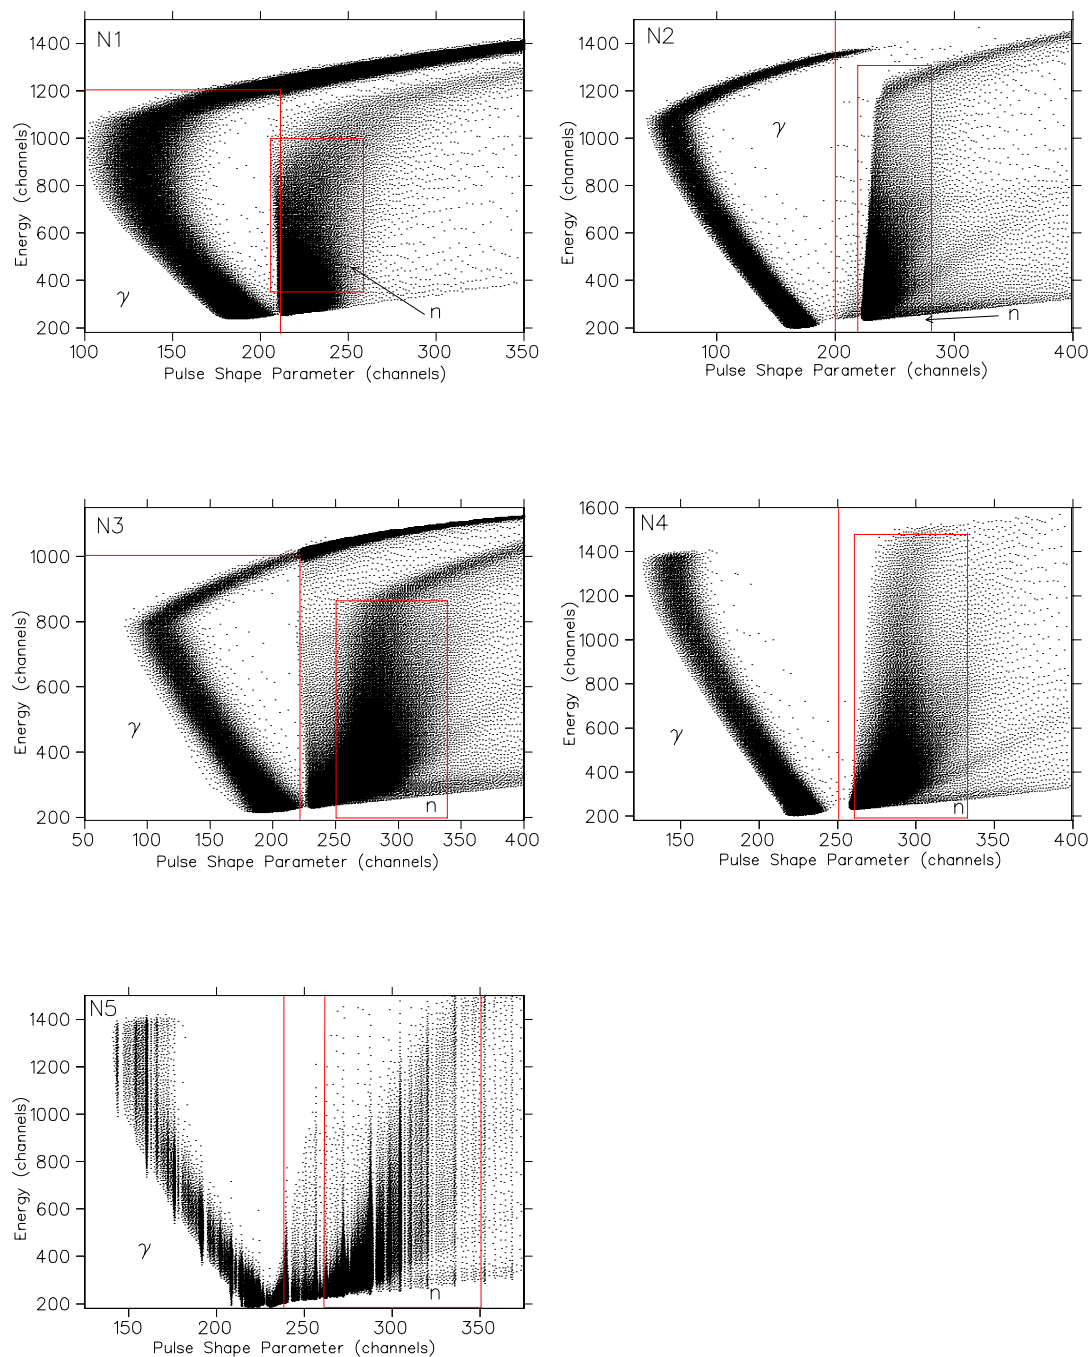 N1
1400
1200
1000
800
600
400
200
Energy (channels)
γ
n
100 150 200 250 300 350
Pulse Shape Parameter (channels)
N2
1400
1200
1000
800
600
400
200
Energy (channels)
γ
n
100 200 300 400
Pulse Shape Parameter (channels)
N3
1000
800
600
400
200
Energy (channels)
γ
n
50 100 150 200 250 300 350 400
Pulse Shape Parameter (channels)
N4
1600
1400
1200
1000
800
600
400
200
Energy (channels)
γ
n
150 200 250 300 350 400
Pulse Shape Parameter (channels)
N5
1400
1200
1000
800
600
400
200
Energy (channels)
γ
n
150 200 250 300 350
Pulse Shape Parameter (channels)